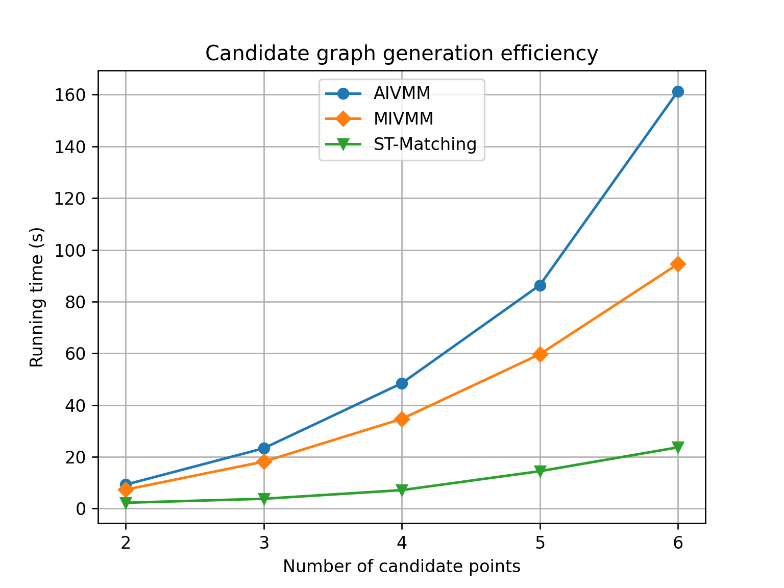 Candidate graph generation efficiency
AIVMM
MIVMM
ST-Matching
Running time (s)
160
140
120
100
80
60
40
20
0
2 3 4 5 6
Number of candidate points